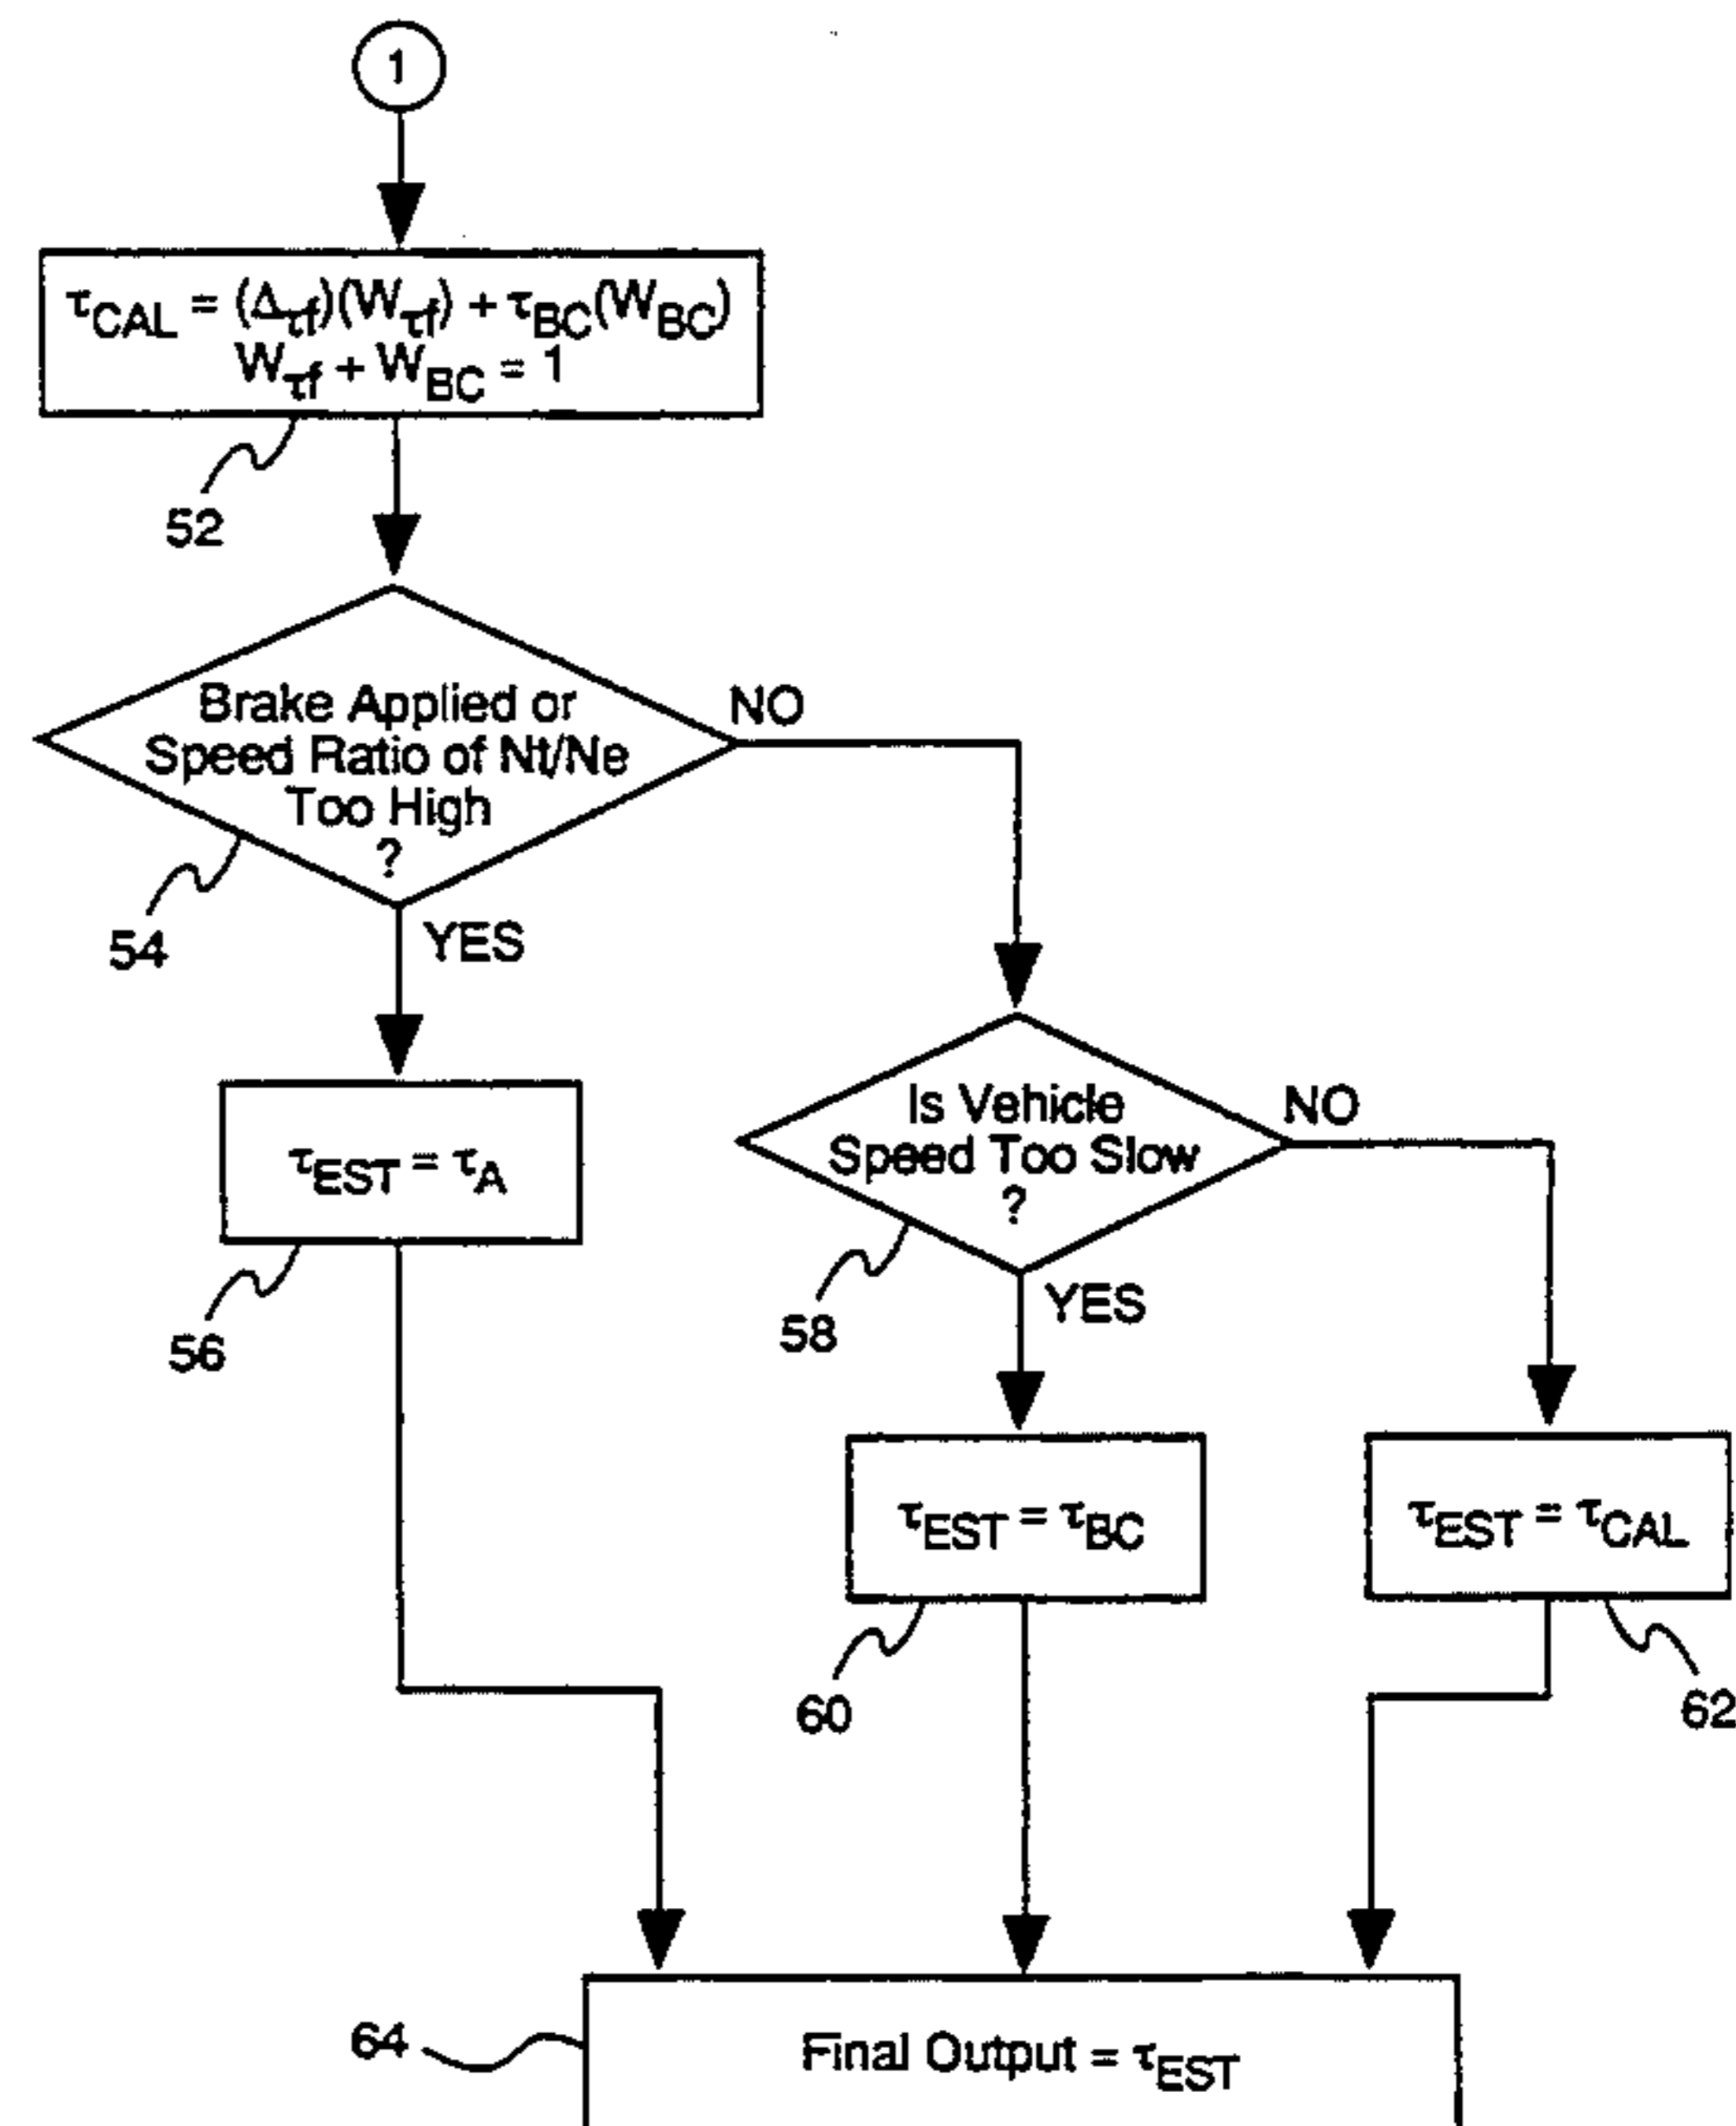 1
τCAL = (Δτf)(Wτf) + τBC(WBC)
Wτf + WBC = 1
52
Brake Applied or
Speed Ratio of Nt/Ne
Too High
?
NO
54
YES
τEST = τA
56
Is Vehicle
Speed Too Slow
?
NO
58
YES
τEST = τBC
60
τEST = τCAL
62
64
Final Output = τEST